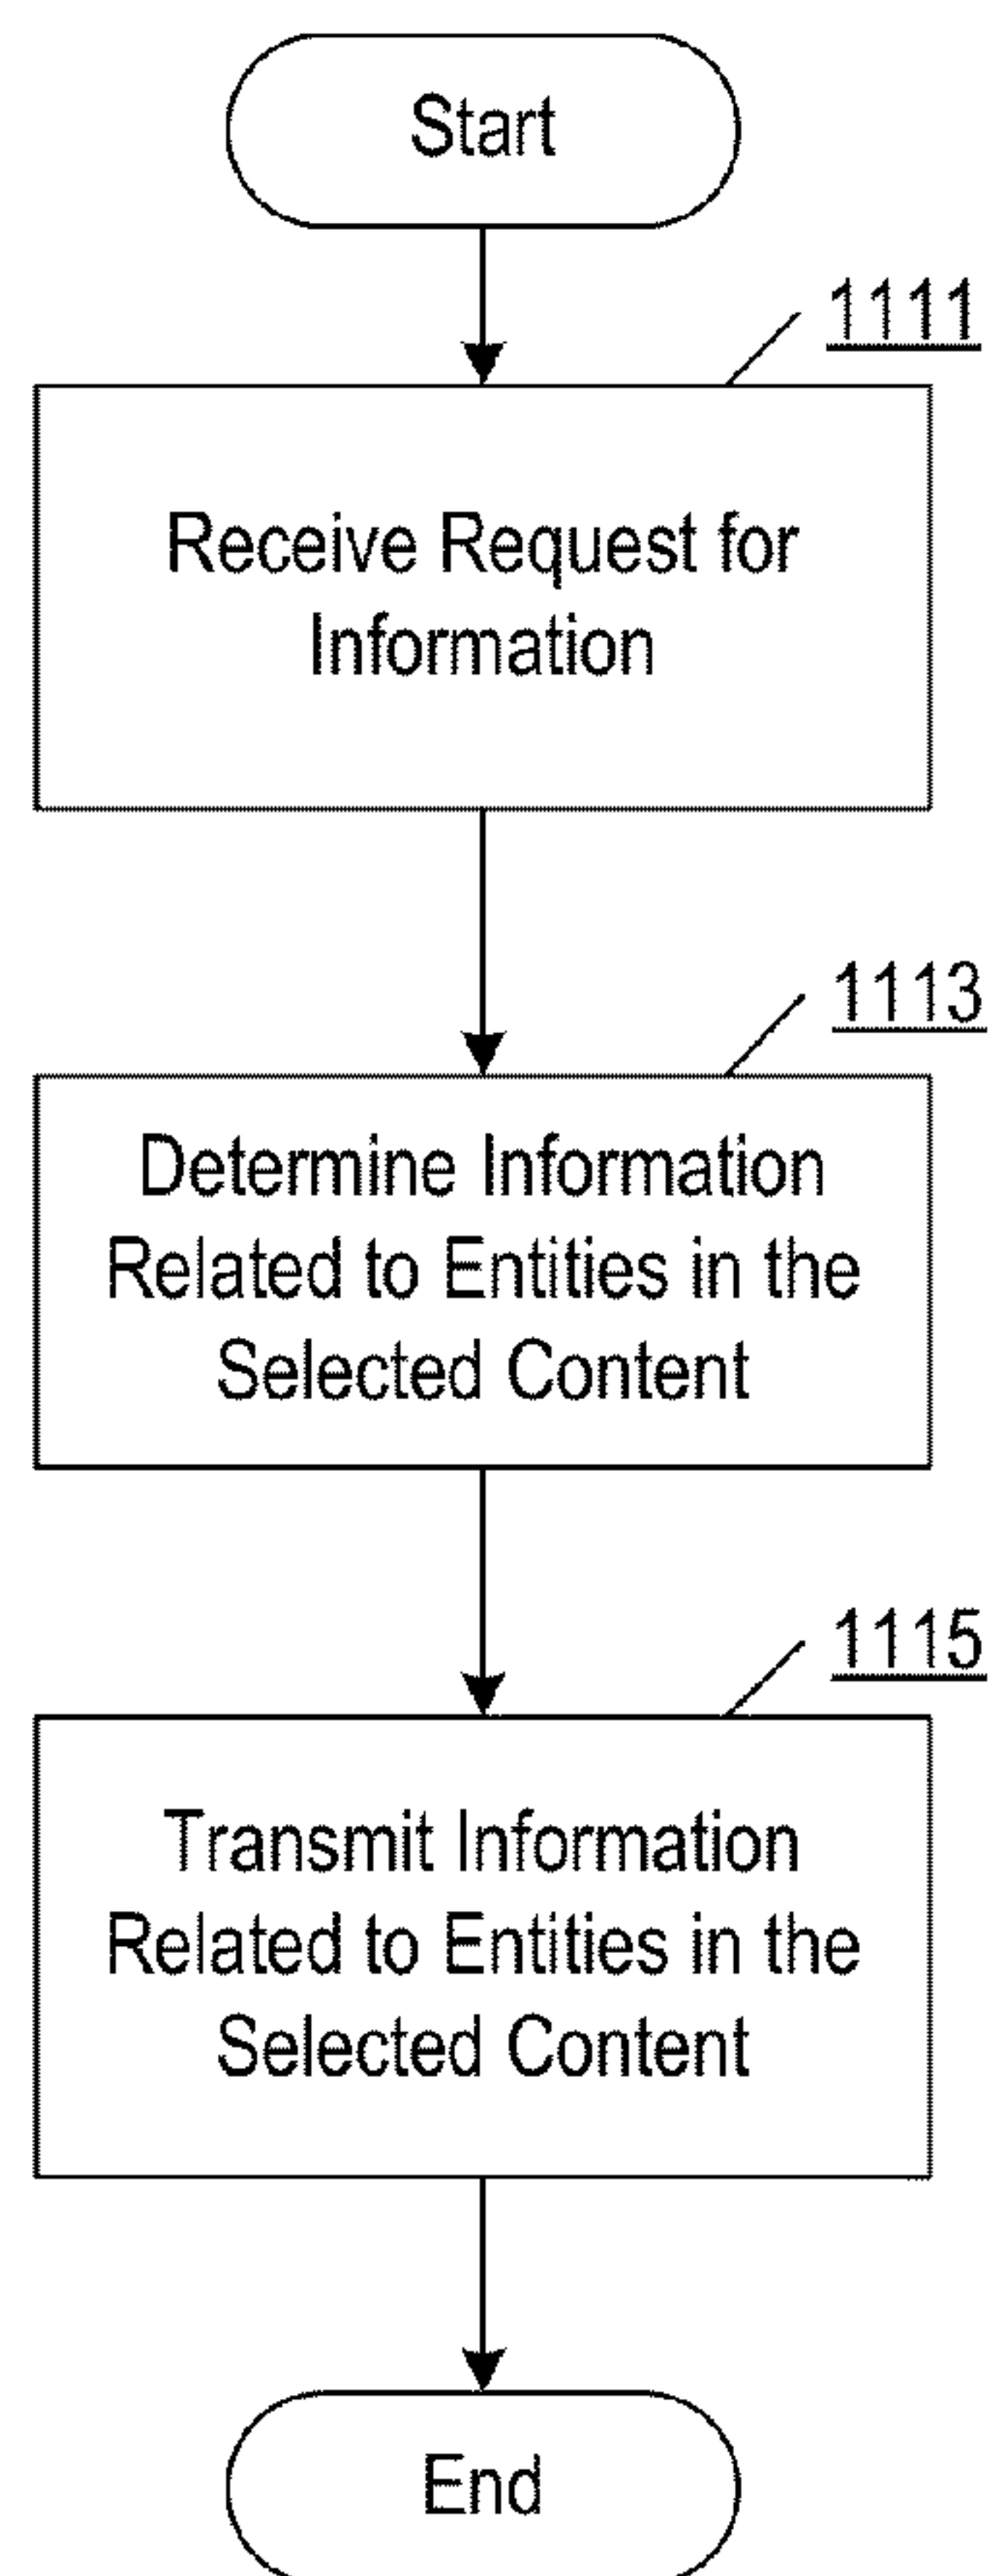 Start
1111
Receive Request for
Information
1113
Determine Information
Related to Entities in the
Selected Content
1115
Transmit Information
Related to Entities in the
Selected Content
End